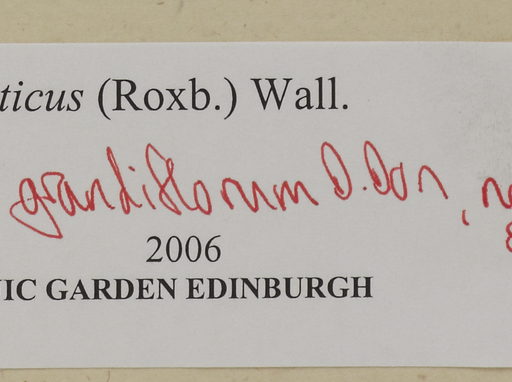 ticus (Roxb.) Wall.
grandiflorum D.Don,
2006
IC GARDEN EDINBURGH